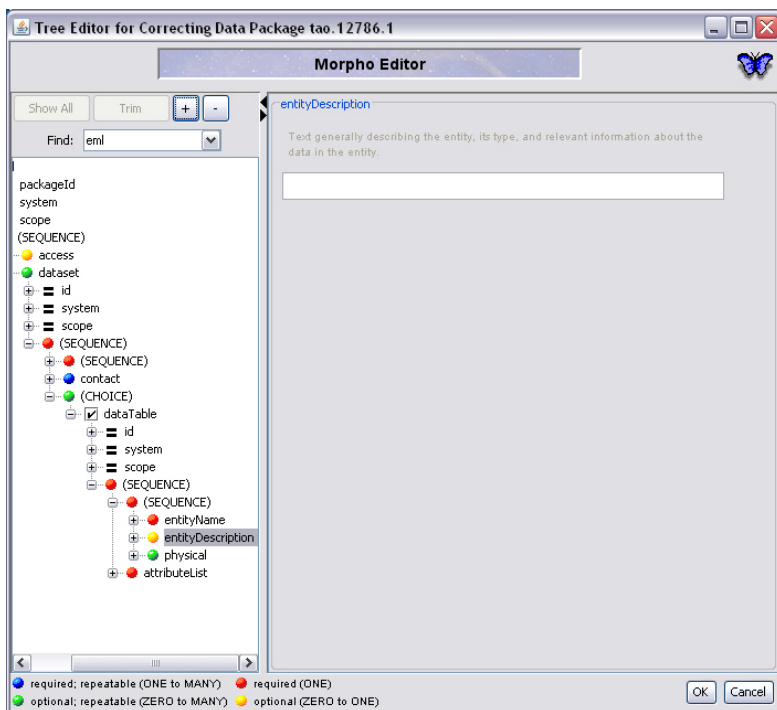 Tree Editor for Correcting Data Package tao.12786.1
Morpho Editor
Show All
Trim
+
-
Find:
eml
packageId
system
scope
(SEQUENCE)
access
dataset
id
system
scope
(SEQUENCE)
(SEQUENCE)
contact
(CHOICE)
dataTable
id
system
scope
(SEQUENCE)
(SEQUENCE)
entityName
entityDescription
physical
attributeList
entityDescription
Text generally describing the entity, its type, and relevant information about the
data in the entity.
required; repeatable (ONE to MANY)
required (ONE)
optional; repeatable (ZERO to MANY)
optional (ZERO to ONE)
OK
Cancel